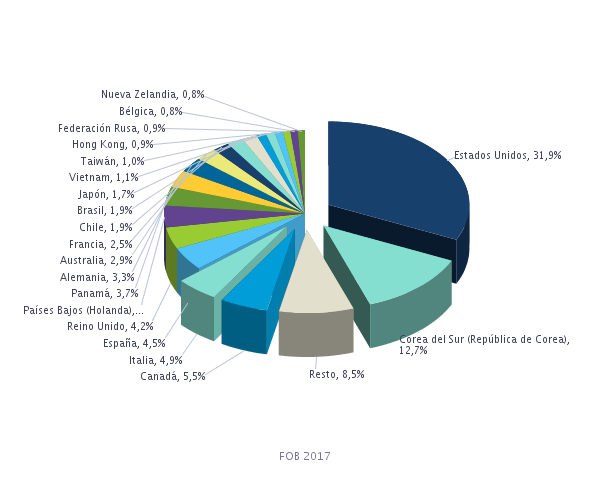 Nueva Zelandia, 0,8%
Bélgica, 0,8%
Federación Rusa, 0,9%
Hong Kong, 0,9%
Taiwán, 1,0%
Vietnam, 1,1%
Japón, 1,7%
Brasil, 1,9%
Chile, 1,9%
Francia, 2,5%
Australia, 2,9%
Alemania, 3,3%
Panamá, 3,7%
Países Bajos (Holanda),...
Reino Unido, 4,2%
España, 4,5%
Italia, 4,9%
Canadá, 5,5%
Resto, 8,5%
Corea del Sur (República de Corea),
12,7%
Estados Unidos, 31,9%
FOB 2017